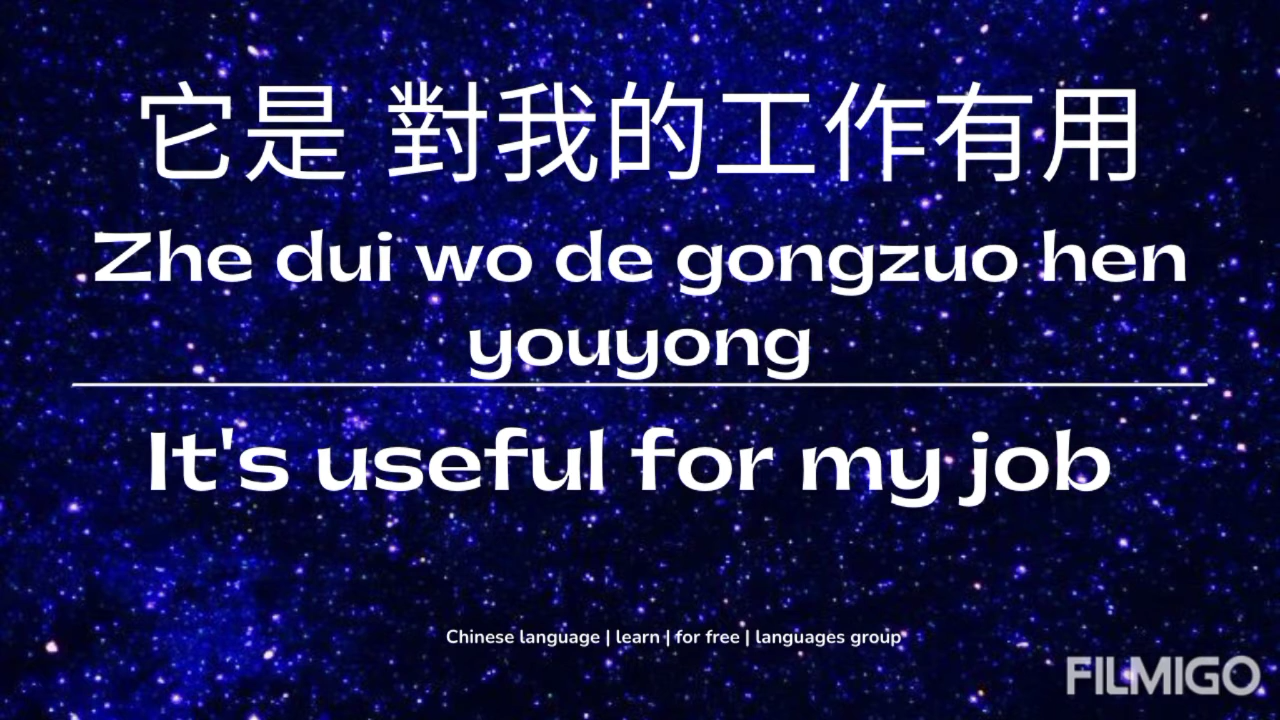 它是 對我的工作有用
Zhe dui wo de gongzuo hen
youyong
It's useful for my job
Chinese language | learn | for free | languages group
FILMIGO